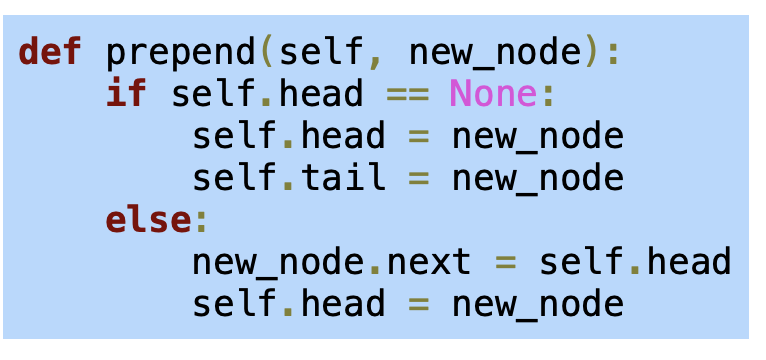 def prepend(self, new_node):
    if self.head == None:
        self.head = new_node
        self.tail = new_node
    else:
        new_node.next = self.head
        self.head = new_node